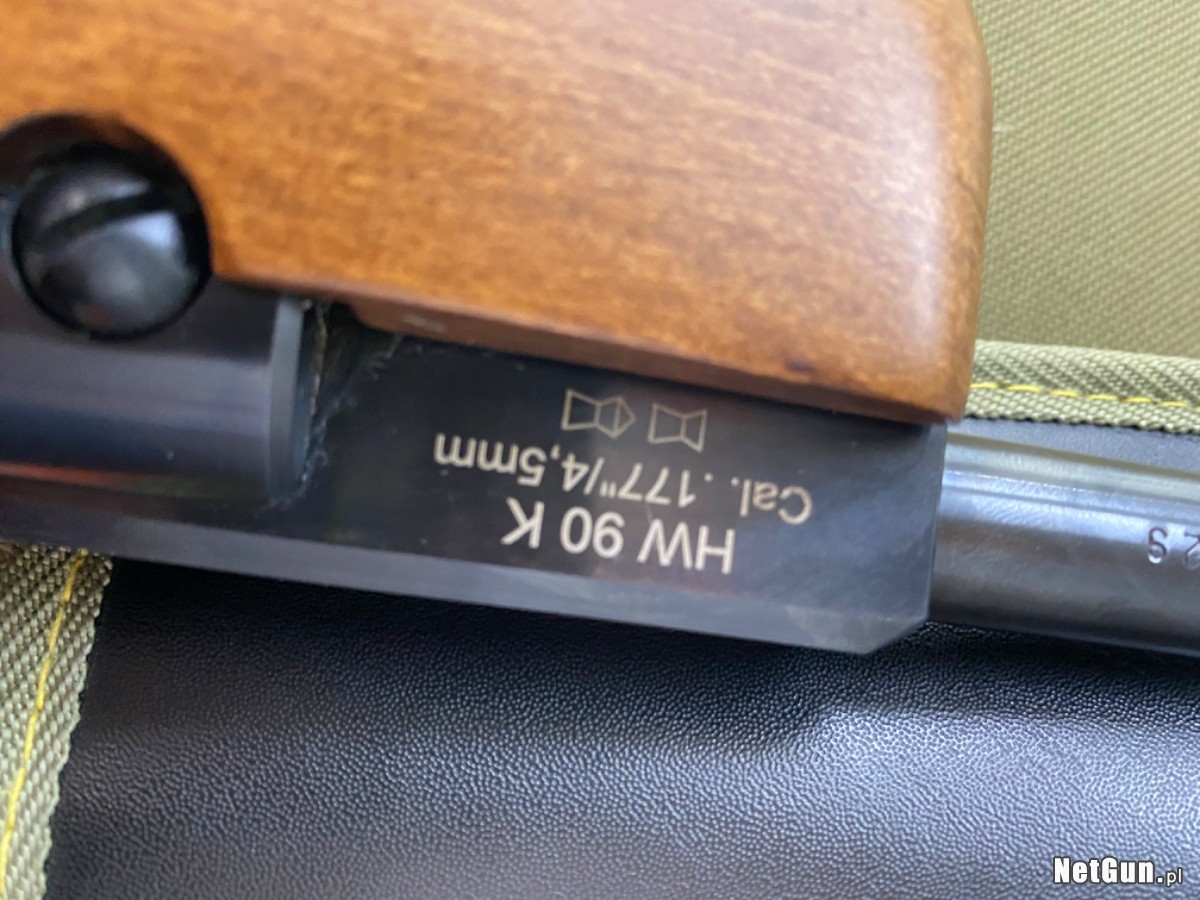 HW 90 K
Cal. .177"/4,5mm
NetGun.pl